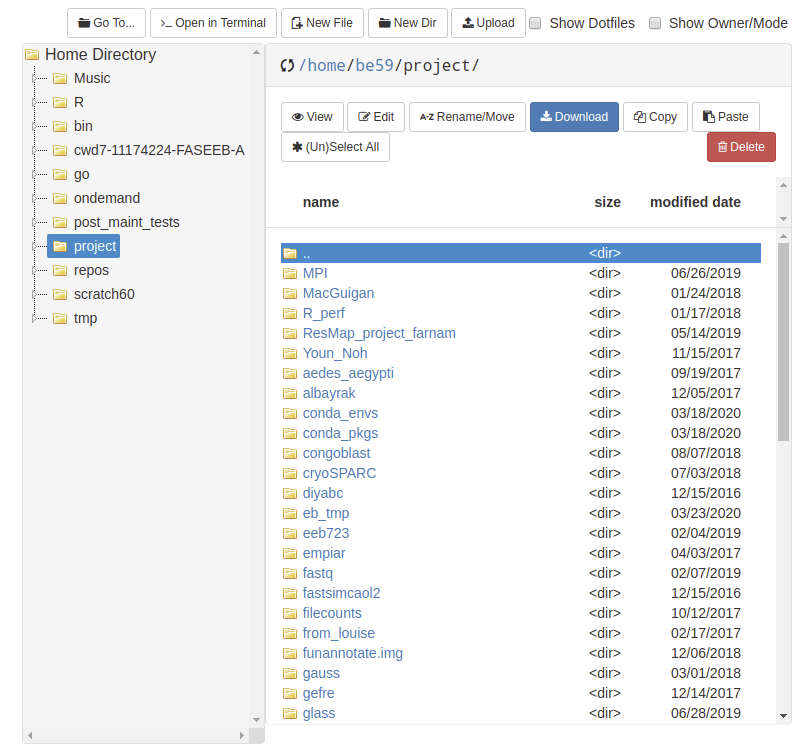 Go To... Open in Terminal New File New Dir Upload Show Dotfiles Show Owner/Mode
Home Directory
Music
R
bin
cwd7-11174224-FASEEB-A
go
ondemand
post_maint_tests
project
repos
scratch60
tmp
/home/be59/project/
View Edit A-Z Rename/Move Download Copy Paste
(Un)Select All Delete
name size modified date
.. <dir>
MPI <dir> 06/26/2019
MacGuigan <dir> 01/24/2018
R_perf <dir> 01/17/2018
ResMap_project_farnam <dir> 05/14/2019
Youn_Noh <dir> 11/15/2017
aedes_aegypti <dir> 09/19/2017
albayrak <dir> 12/05/2017
conda_envs <dir> 03/18/2020
conda_pkgs <dir> 03/18/2020
congoblast <dir> 08/07/2018
cryoSPARC <dir> 07/03/2018
diyabc <dir> 12/15/2016
eb_tmp <dir> 03/23/2020
eeb723 <dir> 02/04/2019
empiar <dir> 04/03/2017
fastq <dir> 02/07/2019
fastsimcaol2 <dir> 12/15/2016
filecounts <dir> 10/12/2017
from_louise <dir> 02/17/2017
funannotate.img <dir> 12/06/2018
gauss <dir> 03/01/2018
gefre <dir> 12/14/2017
glass <dir> 06/28/2019